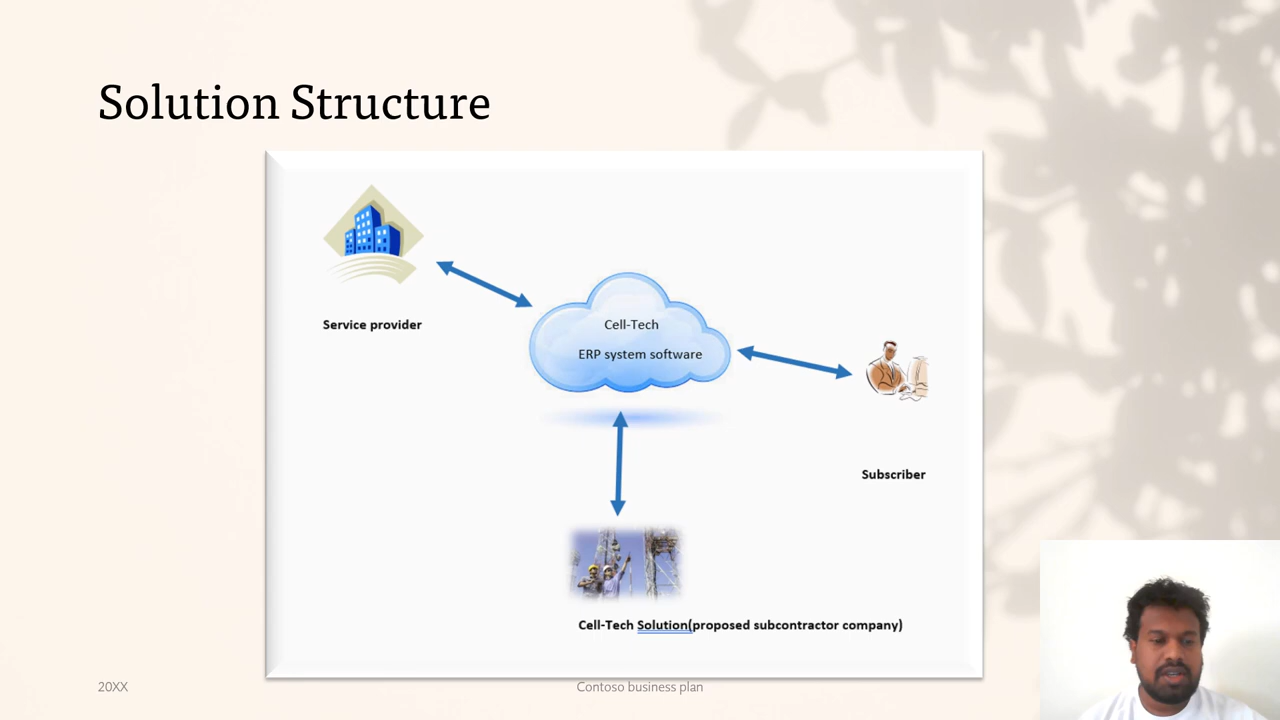 Solution Structure
Service provider
Cell-Tech
ERP system software
Subscriber
Cell-Tech Solution(proposed subcontractor company)
20XX
Contoso business plan